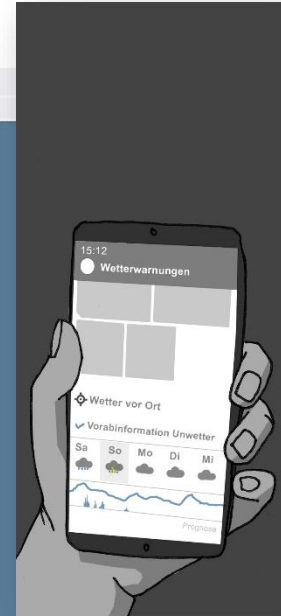 15:12
Wetterwarnungen
Wetter vor Ort
Vorabinformation Unwetter
Sa So Mo Di Mi
Prognose